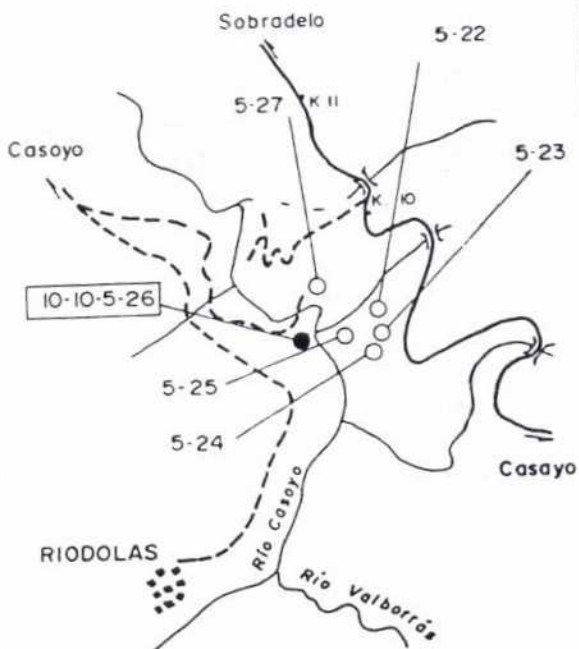 Sobradelo
5-22
K 11
5-27
5-23
Casoyo
K. 10
10-10-5-26
5-25
5-24
Casayo
RIODOLAS
Río Casoyo
Río Valborrás